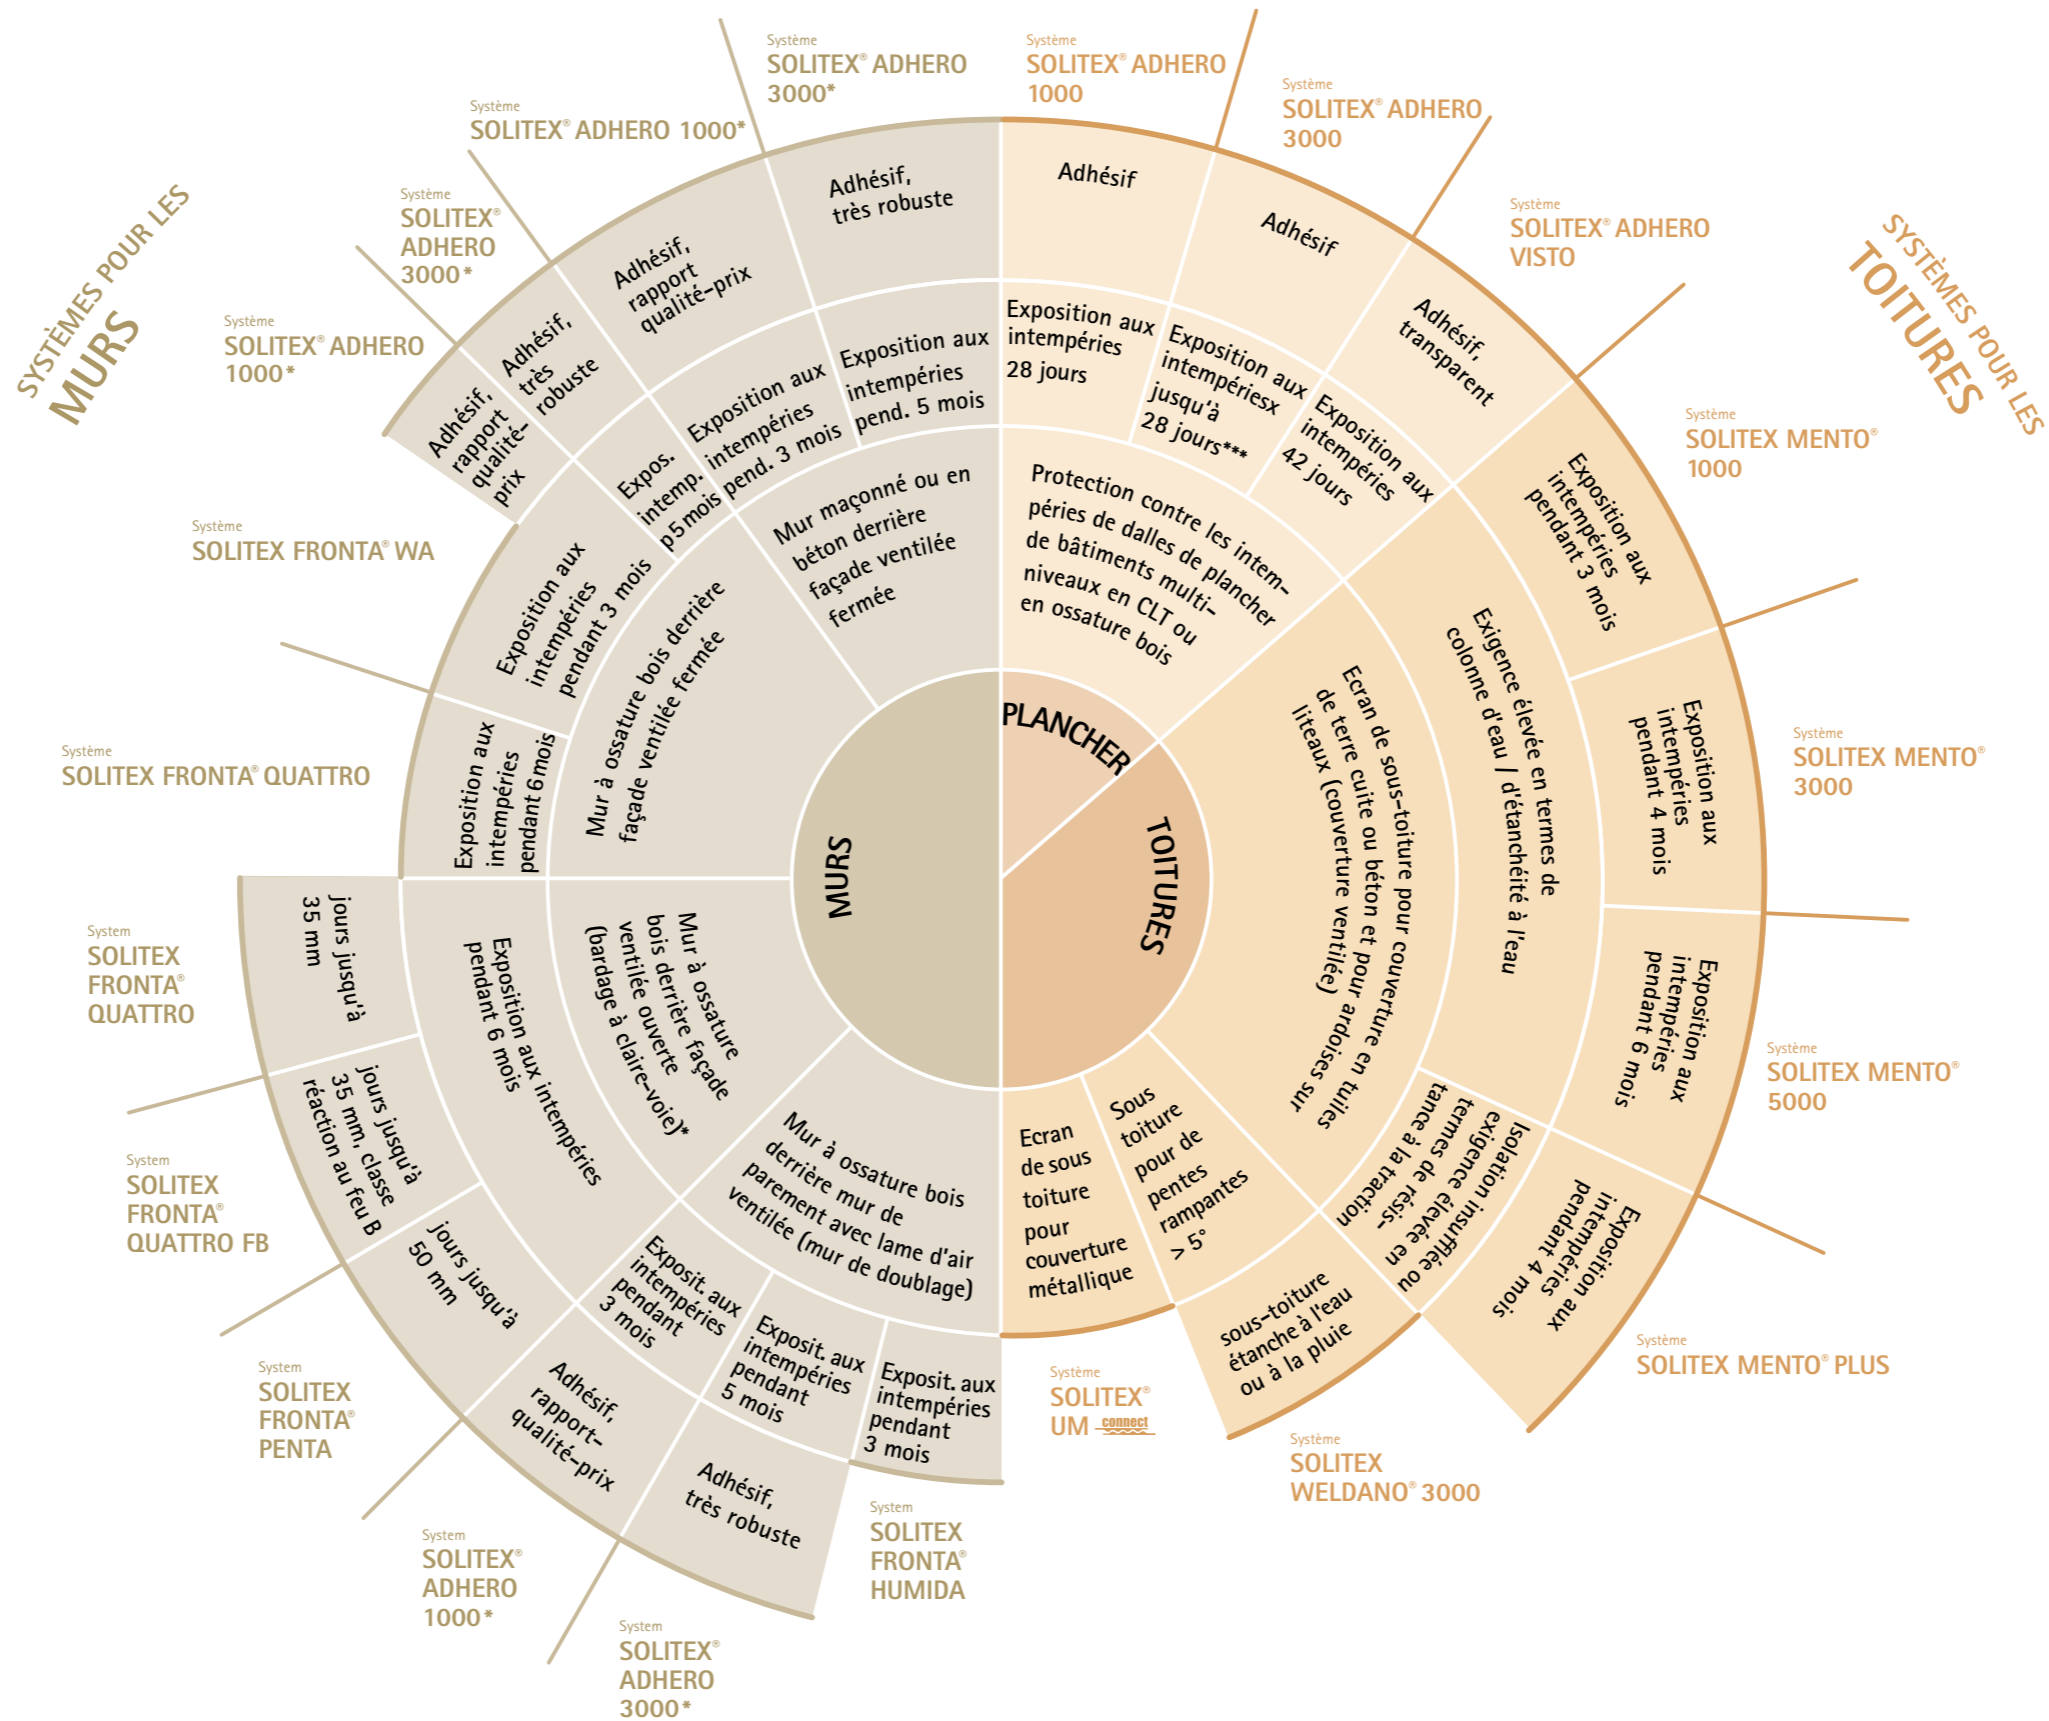 SYSTÈMES POUR LES
MURS
SYSTÈMES POUR LES
TOITURES
MURS
PLANCHER
TOITURES
Système
SOLITEX® ADHERO
1000
Adhésif
Exposition aux
intempéries
28 jours
Système
SOLITEX® ADHERO
3000
Adhésif
Exposition aux
intempériesx
jusqu'à
28 jours***
Système
SOLITEX® ADHERO
VISTO
Adhésif,
transparent
Exposition aux
intempéries
42 jours
Protection contre les intem-
péries de dalles de plancher
de bâtiments multi-
niveaux en CLT ou
en ossature bois
Système
SOLITEX MENTO®
1000
Exposition aux
intempéries
pendant 3 mois
Système
SOLITEX MENTO®
3000
Exposition aux
intempéries
pendant 4 mois
Système
SOLITEX MENTO®
5000
Exposition aux
intempéries
pendant 6 mois
Exigence élevée en termes de
colonne d'eau / d'étanchéité à l'eau
Ecran de sous-toiture pour couverture en tuiles
de terre cuite ou béton et pour ardoises sur
liteaux (couverture ventilée)
Système
SOLITEX MENTO® PLUS
Exposition aux
intempéries
pendant 4 mois
Isolation insufflée ou
exigence élevée en
termes de résis-
tance à la traction
Système
SOLITEX
WELDANO® 3000
sous-toiture
étanche à l'eau
ou à la pluie
Sous
toiture
pour de
pentes
rampantes
> 5°
Système
SOLITEX®
UM connect
Ecran
de sous
toiture
pour
couverture
métallique
System
SOLITEX
FRONTA®
HUMIDA
Exposit. aux
intempéries
pendant
3 mois
System
SOLITEX®
ADHERO
3000*
Adhésif,
très robuste
Exposit. aux
intempéries
pendant
5 mois
System
SOLITEX®
ADHERO
1000*
Adhésif,
rapport-
qualité-prix
Exposit. aux
intempéries
pendant
3 mois
Mur à ossature bois
derrière mur de
parement avec lame d'air
ventilée (mur de doublage)
System
SOLITEX
FRONTA®
PENTA
jours jusqu'à
50 mm
System
SOLITEX
FRONTA®
QUATTRO FB
jours jusqu'à
35 mm, classe
réaction au feu B
System
SOLITEX
FRONTA®
QUATTRO
jours jusqu'à
35 mm
Exposition aux intempéries
pendant 6 mois
Mur à ossature
bois derrière façade
ventilée ouverte
(bardage à claire-voie)*
Système
SOLITEX FRONTA® QUATTRO
Exposition aux
intempéries
pendant 6 mois
Système
SOLITEX FRONTA® WA
Exposition aux
intempéries
pendant 3 mois
Système
SOLITEX® ADHERO
1000*
Adhésif,
rapport
qualité-
prix
Système
SOLITEX®
ADHERO
3000*
Adhésif,
très
robuste
Expos.
intemp.
p5 mois
Mur à ossature bois derrière
façade ventilée fermée
Système
SOLITEX® ADHERO 1000*
Adhésif,
rapport
qualité-prix
Exposition aux
intempéries
pend. 3 mois
Système
SOLITEX® ADHERO
3000*
Adhésif,
très robuste
Exposition aux
intempéries
pend. 5 mois
Mur maçonné ou en
béton derrière
façade ventilée
fermée